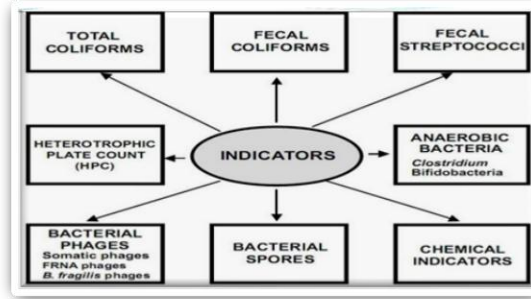 TOTAL
COLIFORMS
FECAL
COLIFORMS
FECAL
STREPTOCOCCI
HETEROTROPHIC
PLATE COUNT
(HPC)
INDICATORS
ANAEROBIC
BACTERIA
Clostridium
Bifidobacteria
BACTERIAL
PHAGES
Somatic phages
FRNA phages
B. fragilis phages
BACTERIAL
SPORES
CHEMICAL
INDICATORS